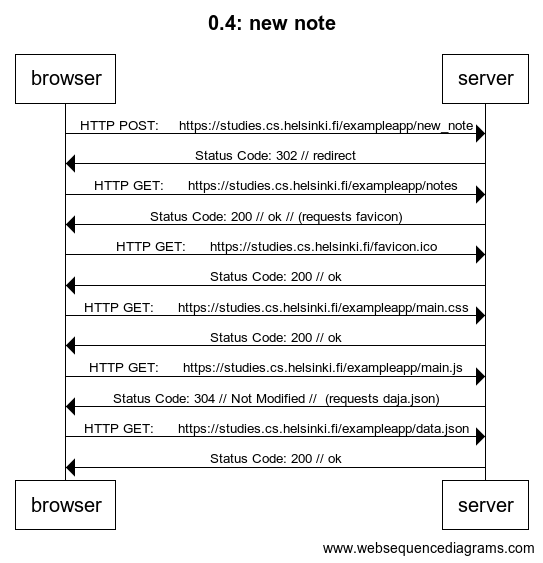 0.4: new note
browser server
HTTP POST: https://studies.cs.helsinki.fi/exampleapp/new_note
Status Code: 302 // redirect
HTTP GET: https://studies.cs.helsinki.fi/exampleapp/notes
Status Code: 200 // ok // (requests favicon)
HTTP GET: https://studies.cs.helsinki.fi/favicon.ico
Status Code: 200 // ok
HTTP GET: https://studies.cs.helsinki.fi/exampleapp/main.css
Status Code: 200 // ok
HTTP GET: https://studies.cs.helsinki.fi/exampleapp/main.js
Status Code: 304 // Not Modified // (requests daja.json)
HTTP GET: https://studies.cs.helsinki.fi/exampleapp/data.json
Status Code: 200 // ok
browser server
www.websequencediagrams.com